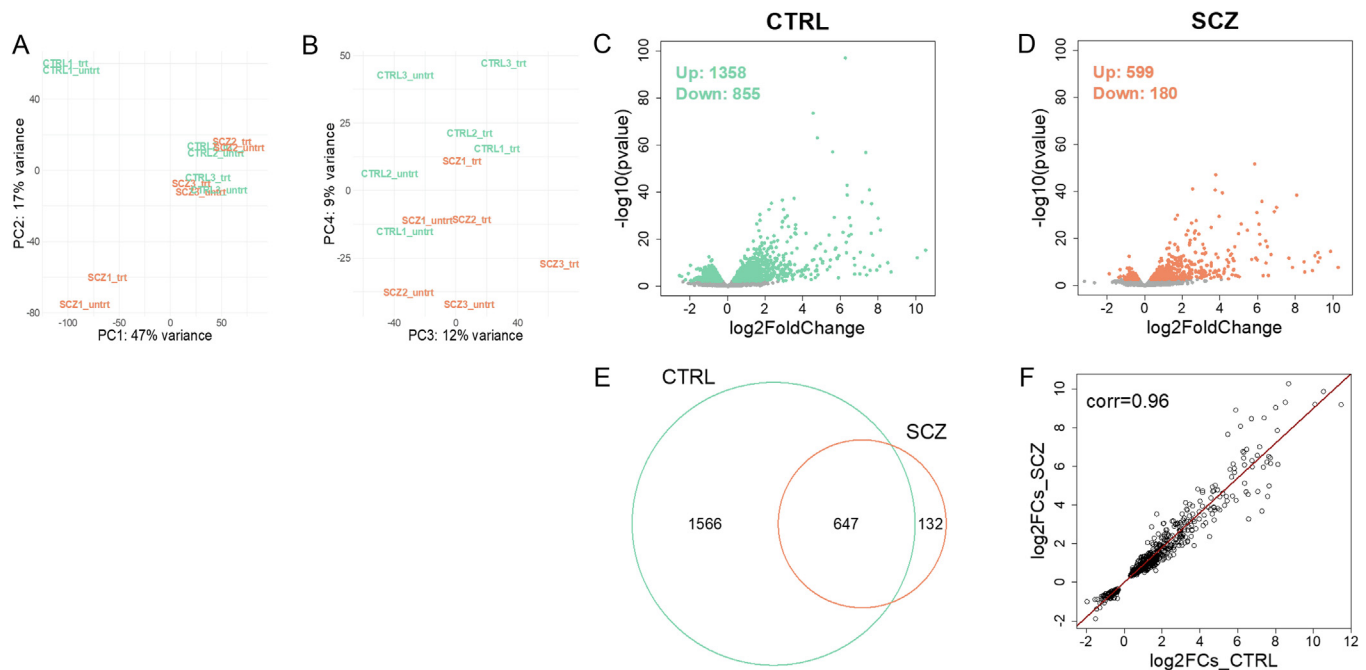 A
CTRL1_trt
CTRL1_untrt
SCZ2_trt
SCZ2_untrt
CTRL2_untrt
CTRL3_trt
SCZ3_trt
SCZ3_untrt
SCZ1_trt
SCZ1_untrt
40
0
-40
-80
-100
-50
0
50
PC2: 17% variance
PC1: 47% variance
B
CTRL3_trt
CTRL3_untrt
CTRL2_trt
CTRL1_trt
SCZ1_trt
CTRL2_untrt
SCZ1_untrt
SCZ2_trt
CTRL1_untrt
SCZ3_trt
SCZ2_untrt
SCZ3_untrt
50
25
0
-25
-40
0
40
PC4: 9% variance
PC3: 12% variance
CTRL
C
Up: 1358
Down: 855
100
80
60
40
20
0
-2
0
2
4
6
8
10
-log10(pvalue)
log2FoldChange
SCZ
D
Up: 599
Down: 180
100
80
60
40
20
0
-2
0
2
4
6
8
10
-log10(pvalue)
log2FoldChange
E
CTRL
SCZ
1566
647
132
F
corr=0.96
10
8
6
4
2
0
-2
-2
0
2
4
6
8
10
12
log2FCs_SCZ
log2FCs_CTRL